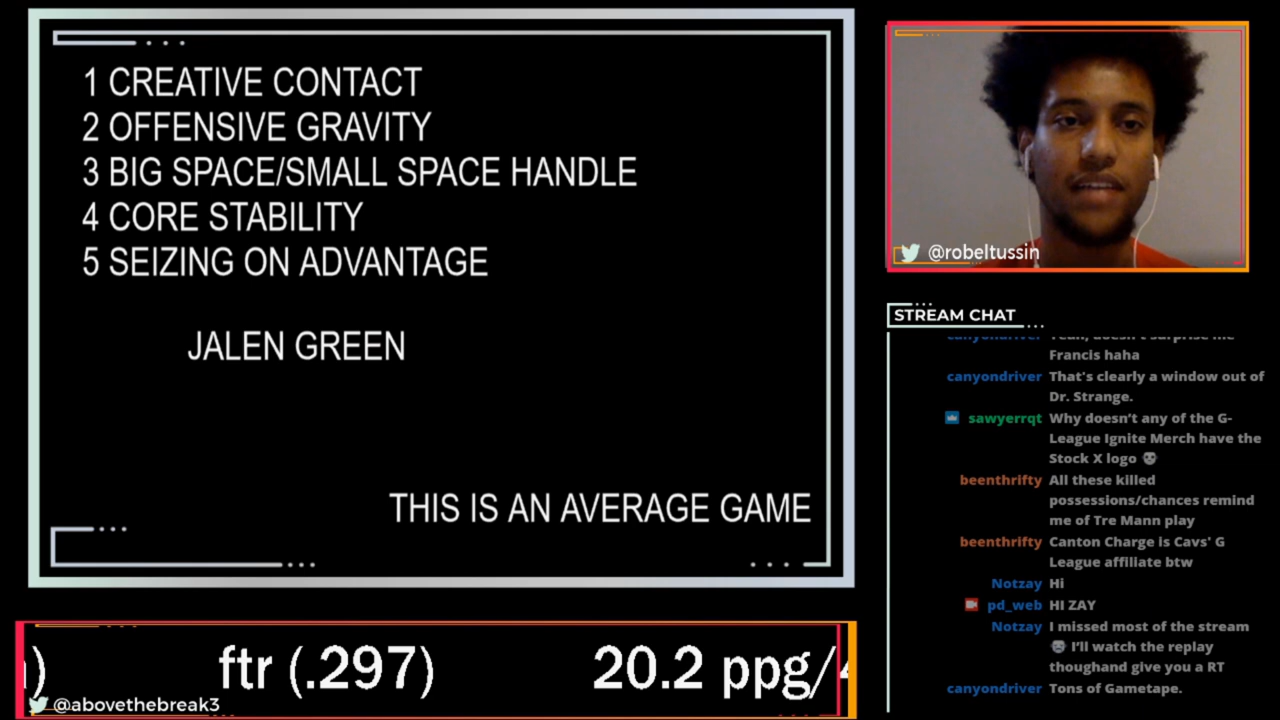 1 CREATIVE CONTACT
2 OFFENSIVE GRAVITY
3 BIG SPACE/SMALL SPACE HANDLE
4 CORE STABILITY
5 SEIZING ON ADVANTAGE
JALEN GREEN
THIS IS AN AVERAGE GAME
ftr (.297) 20.2 ppg/
@abovethebreak3
@robeltussin
STREAM CHAT
Francis haha
canyondriver That's clearly a window out of
Dr. Strange.
sawyerrqt Why doesn't any of the G-
League Ignite Merch have the
Stock X logo
beenthrifty All these killed
possessions/chances remind
me of Tre Mann play
beenthrifty Canton Charge is Cavs' G
League affiliate btw
Notzay Hi
pd_web HI ZAY
Notzay I missed most of the stream
I'll watch the replay
thoughand give you a RT
canyondriver Tons of Gametape.